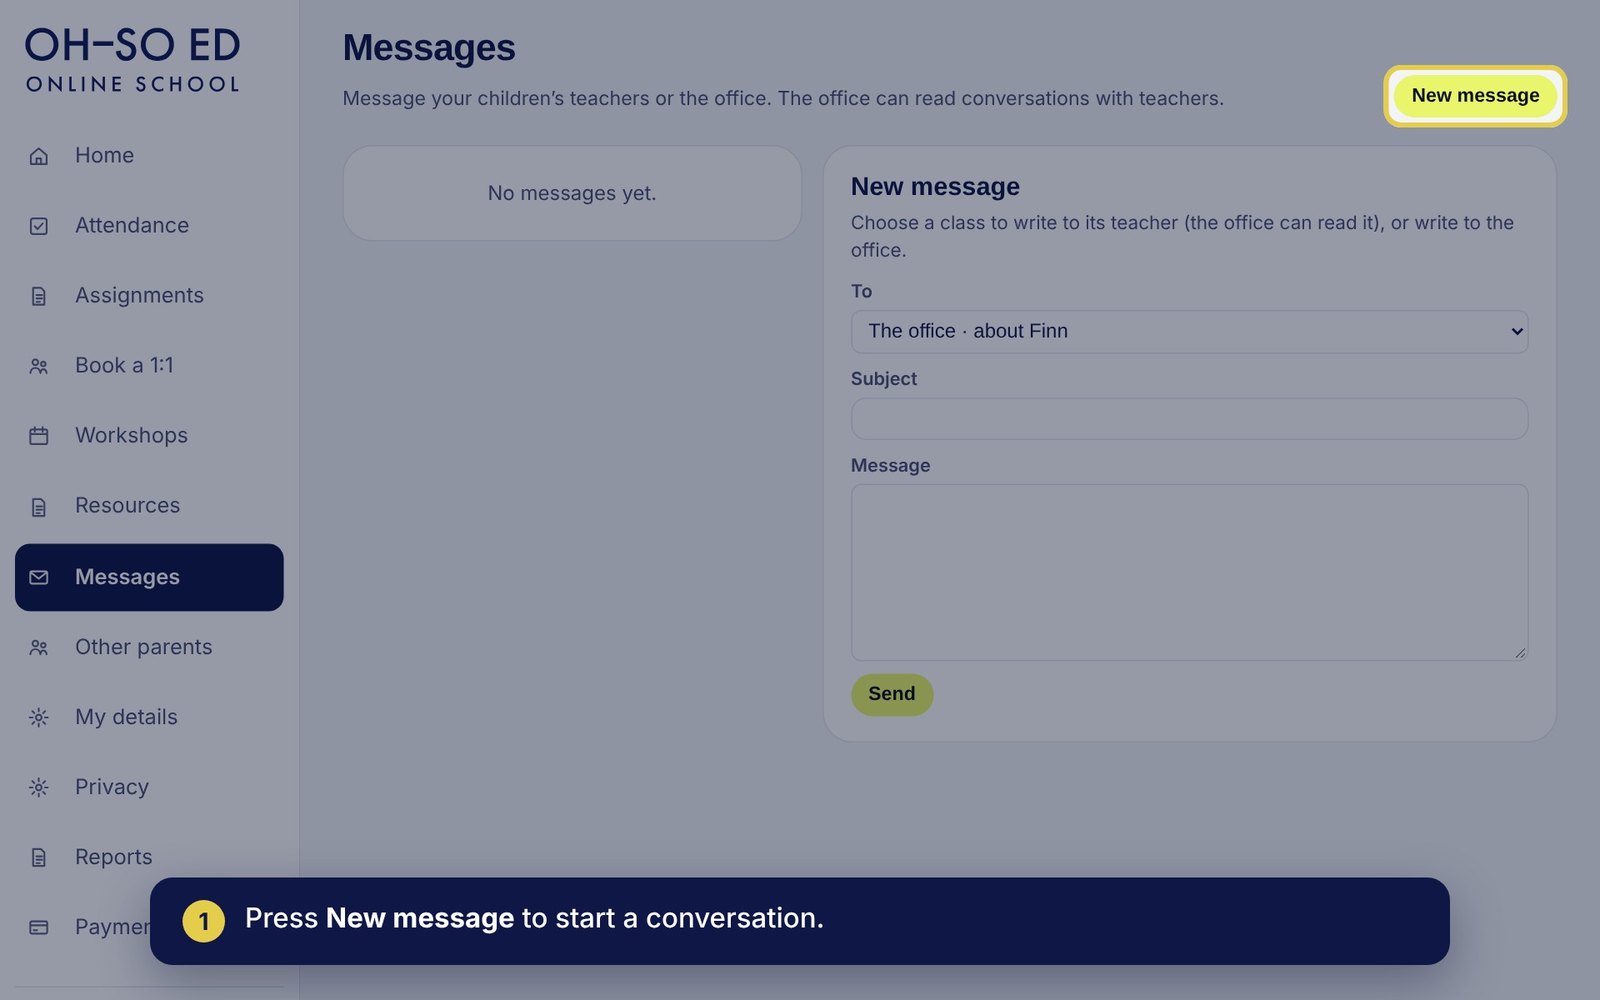 OH–SO ED
ONLINE SCHOOL
Home
Attendance
Assignments
Book a 1:1
Workshops
Resources
Messages
Other parents
My details
Privacy
Reports
Messages
Message your children’s teachers or the office. The office can read conversations with teachers.
New message
No messages yet.
New message
Choose a class to write to its teacher (the office can read it), or write to the
office.
To
The office · about Finn
Subject
Message
Send
1 Press New message to start a conversation.